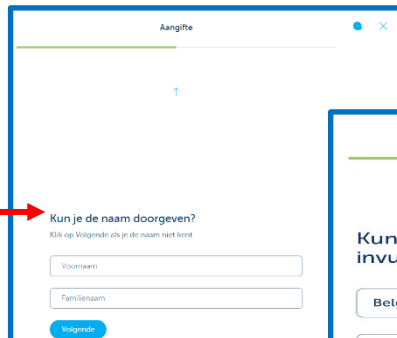 Aangifte
Kun je de naam doorgeven?
Klik op Volgende als je de naam niet kent.
Voornaam
Familienaam
Volgende
Kun
invu
Belg